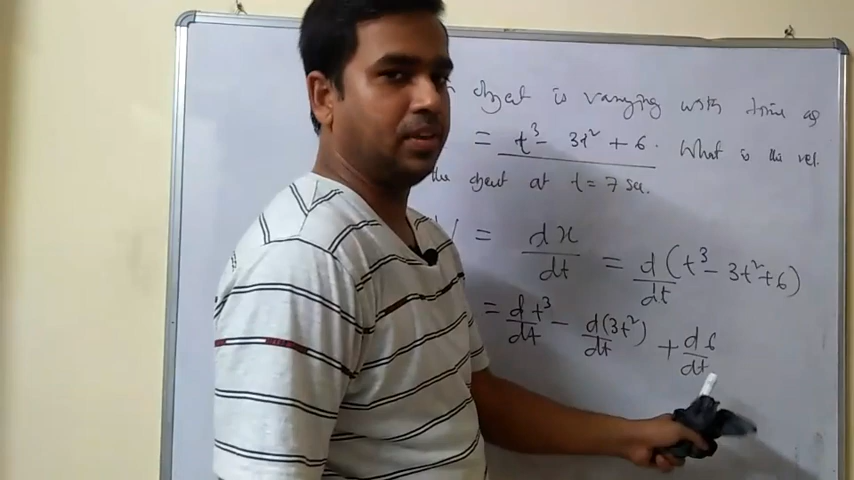 object is varying with time as
= t³ - 3t² + 6. What is the vel.
the object at t = 7 sec.
V = dx/dt = d/dt (t³ - 3t² + 6)
= d/dt t³ - d(3t²)/dt + d6/dt